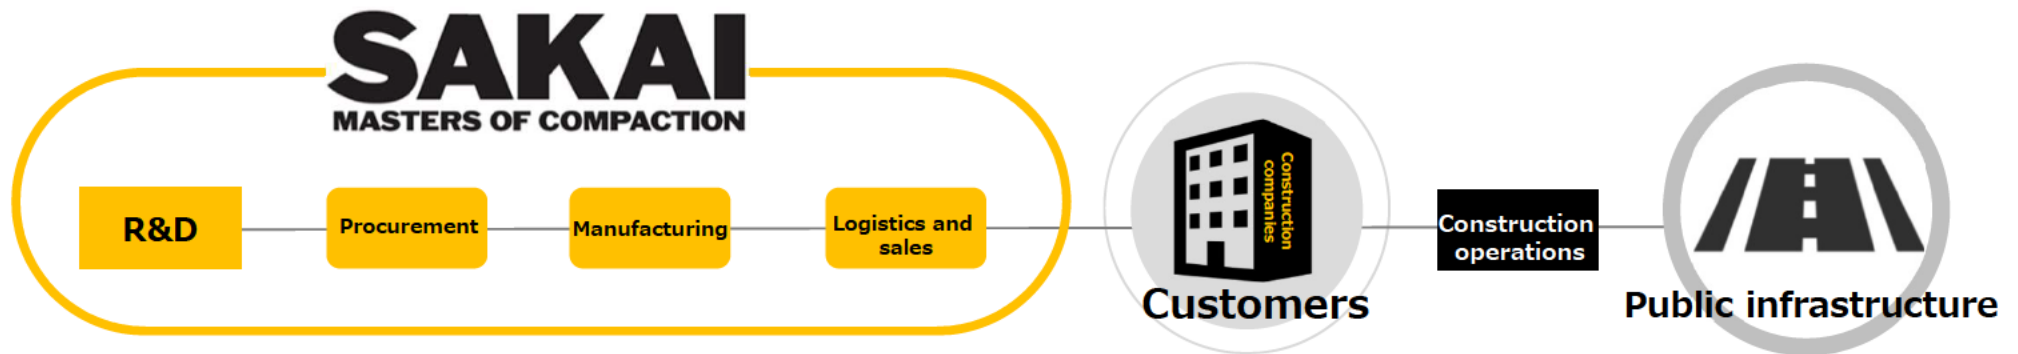 SAKAI
MASTERS OF COMPACTION
R&D
Procurement
Manufacturing
Logistics and
sales
Construction
companies
Customers
Construction
operations
Public infrastructure